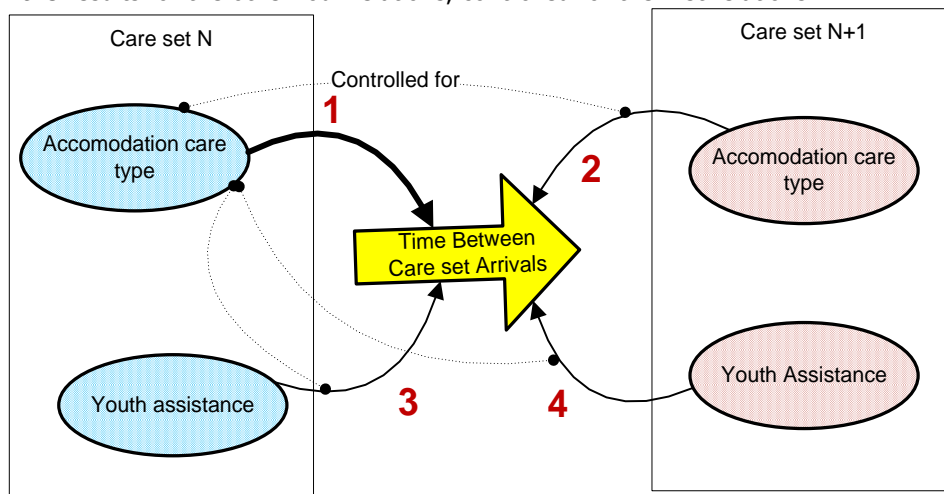 Care set N
Care set N+1
Controlled for
1
Accomodation care
type
2
Accomodation care
type
Time Between
Care set Arrivals
Youth assistance
3
4
Youth Assistance